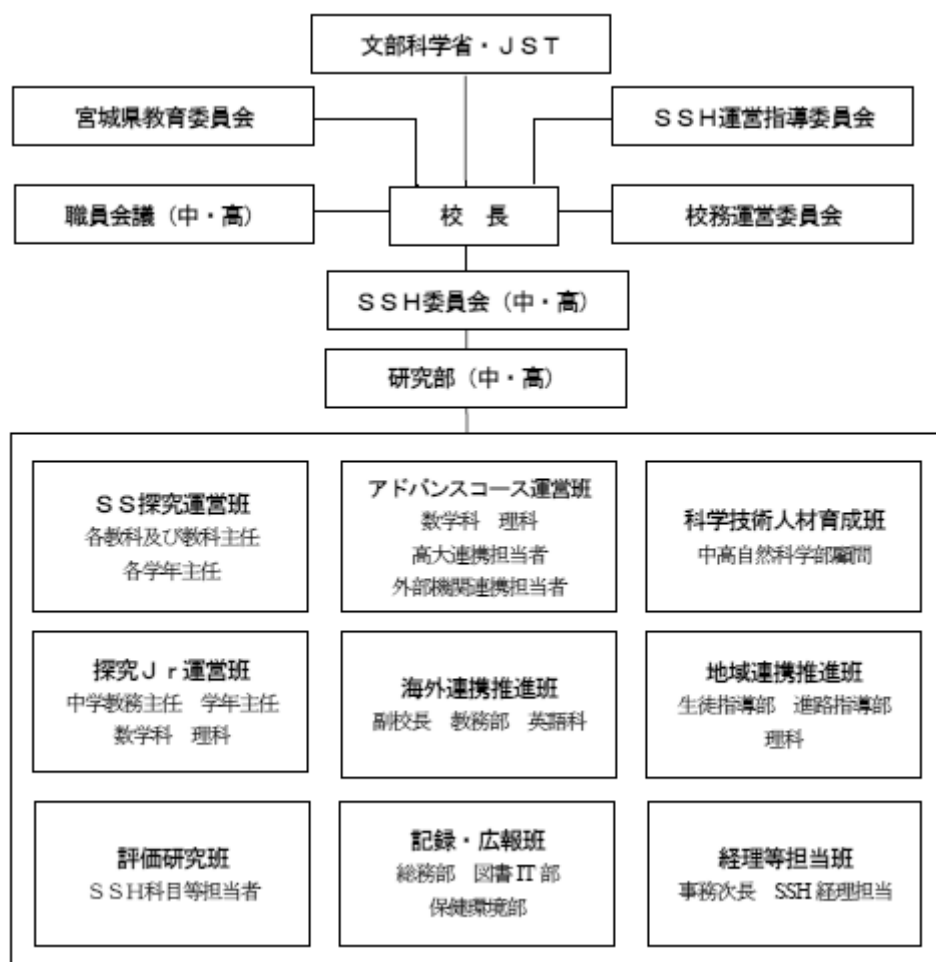 文部科学省・ＪＳＴ
宮城県教育委員会
ＳＳＨ運営指導委員会
職員会議（中・高）
校　長
校務運営委員会
ＳＳＨ委員会（中・高）
研究部（中・高）
ＳＳ探究運営班
各教科及び教科主任
各学年主任
アドバンスコース運営班
数学科　理科
高大連携担当者
外部機関連携担当者
科学技術人材育成班
中高自然科学部顧問
探究Ｊｒ運営班
中学教務主任　学年主任
数学科　理科
海外連携推進班
副校長　教務部　英語科
地域連携推進班
生徒指導部　進路指導部
理科
評価研究班
ＳＳＨ科目等担当者
記録・広報班
総務部　図書IT部
保健環境部
経理等担当班
事務次長　SSH経理担当